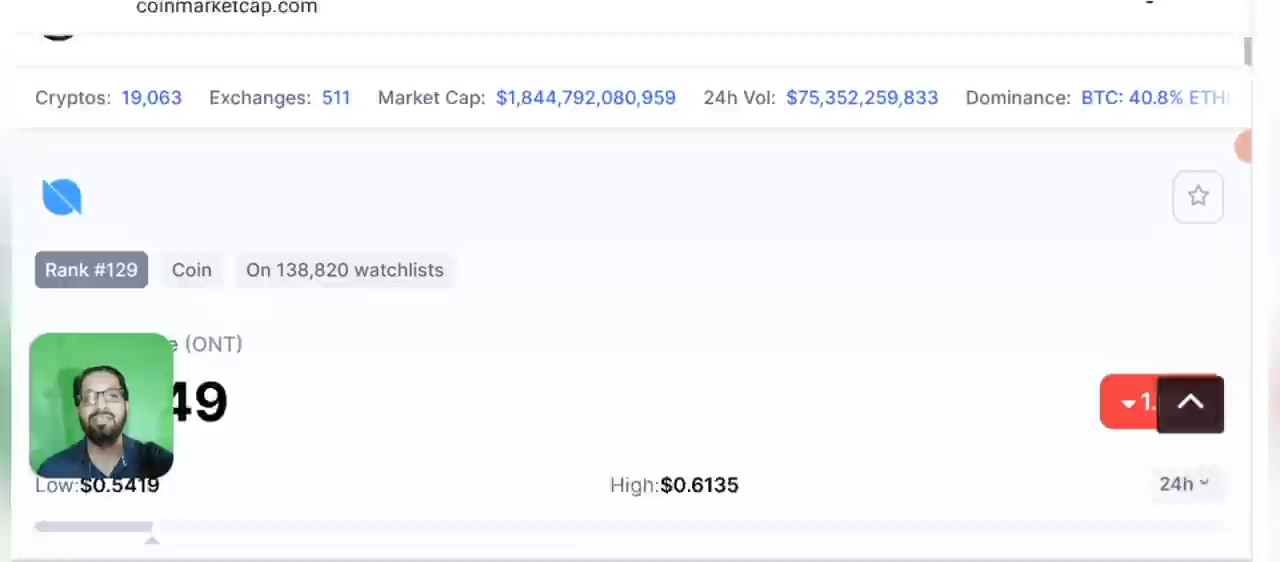 coinmarketcap.com
Cryptos: 19,063 Exchanges: 511 Market Cap: $1,844,792,080,959 24h Vol: $75,352,259,833 Dominance: BTC: 40.8% ETH
Rank #129 Coin On 138,820 watchlists
e (ONT)
49
1.
Low:$0.5419 High:$0.6135 24h